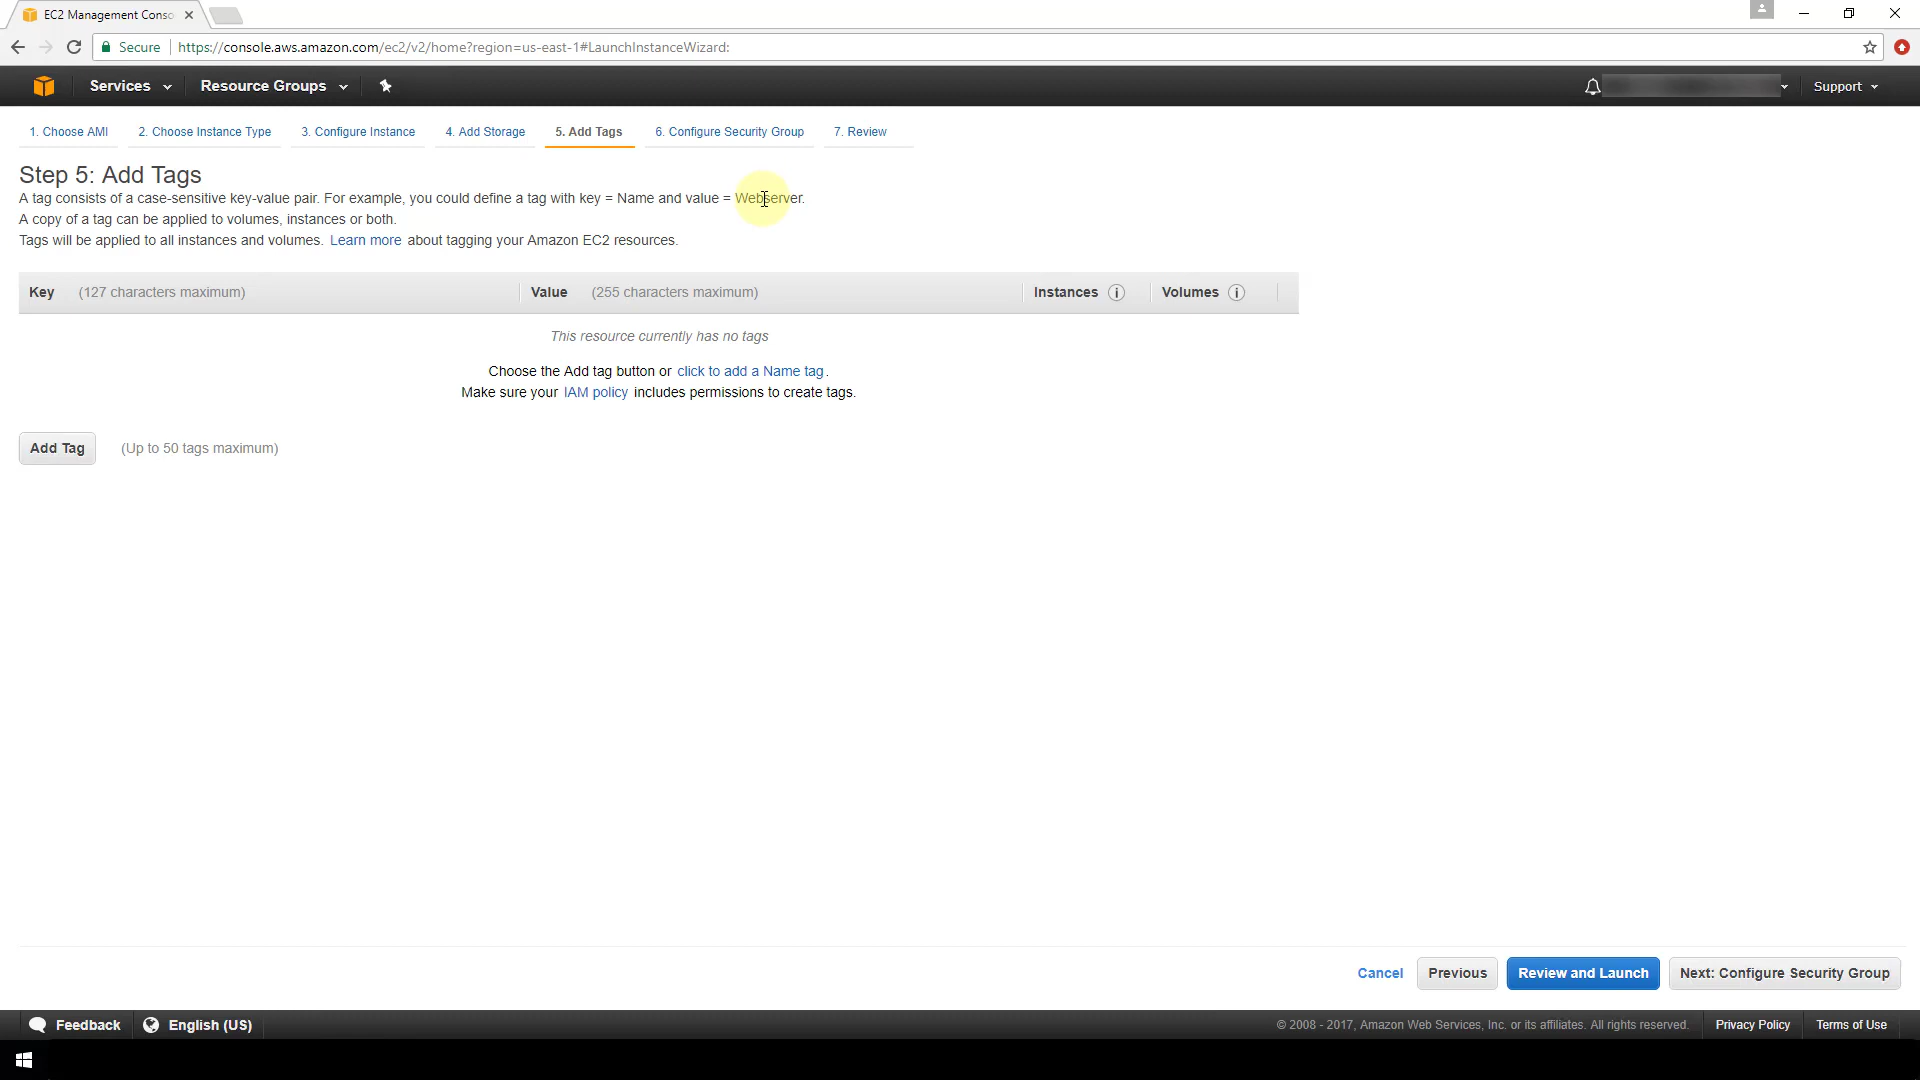 EC2 Management Conso
Secure https://console.aws.amazon.com/ec2/v2/home?region=us-east-1#LaunchInstanceWizard:
Services Resource Groups Support
1. Choose AMI 2. Choose Instance Type 3. Configure Instance 4. Add Storage 5. Add Tags 6. Configure Security Group 7. Review
Step 5: Add Tags
A tag consists of a case-sensitive key-value pair. For example, you could define a tag with key = Name and value = Webserver.
A copy of a tag can be applied to volumes, instances or both.
Tags will be applied to all instances and volumes. Learn more about tagging your Amazon EC2 resources.
Key (127 characters maximum) Value (255 characters maximum) Instances i Volumes i
This resource currently has no tags
Choose the Add tag button or click to add a Name tag.
Make sure your IAM policy includes permissions to create tags.
Add Tag (Up to 50 tags maximum)
Cancel Previous Review and Launch Next: Configure Security Group
Feedback English (US) © 2008 - 2017, Amazon Web Services, Inc. or its affiliates. All rights reserved. Privacy Policy Terms of Use